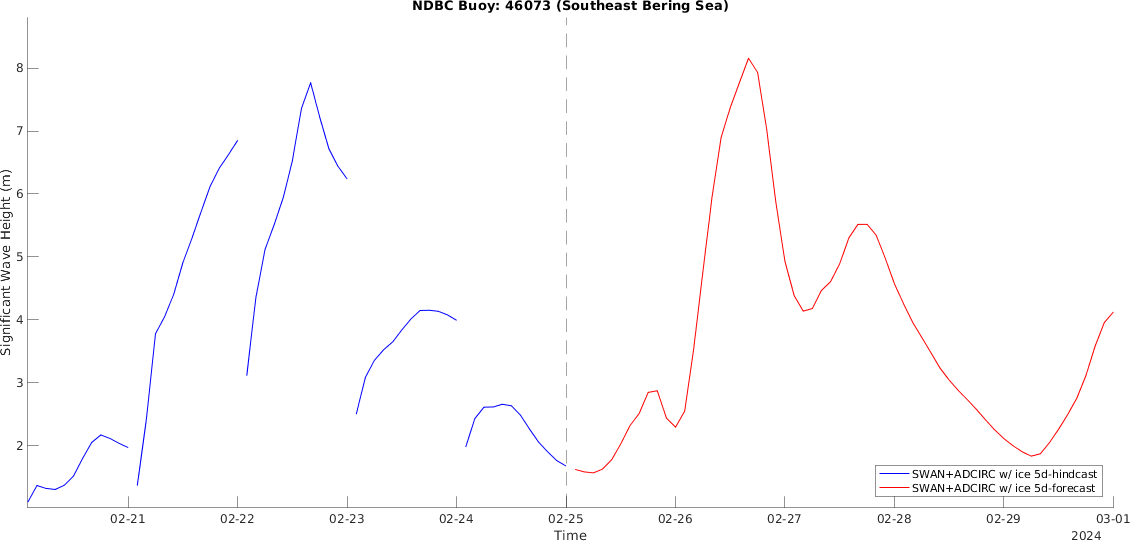 NDBC Buoy: 46073 (Southeast Bering Sea)
Significant Wave Height (m)
8
7
6
5
4
3
2
SWAN+ADCIRC w/ ice 5d-hindcast
SWAN+ADCIRC w/ ice 5d-forecast
02-21 02-22 02-23 02-24 02-25 02-26 02-27 02-28 02-29 03-01
Time
2024